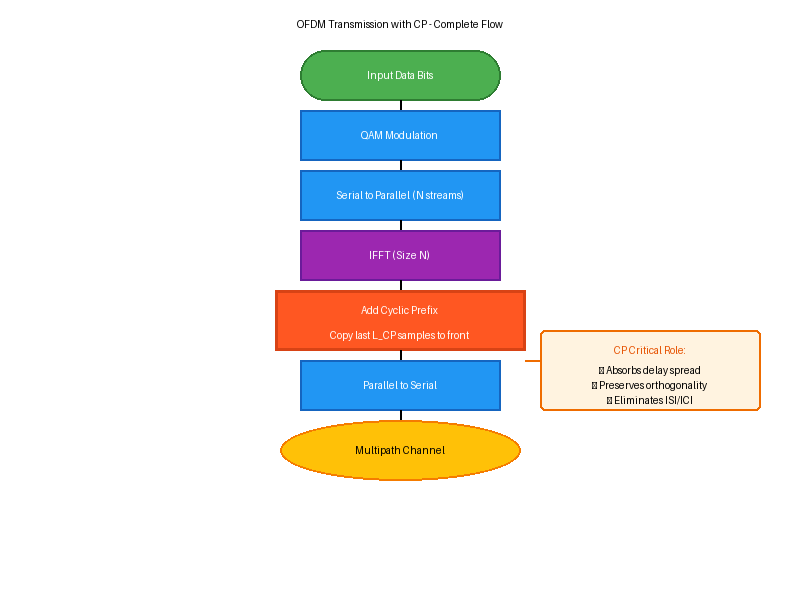 OFDM Transmission with CP - Complete Flow
Input Data Bits
QAM Modulation
Serial to Parallel (N streams)
IFFT (Size N)
Add Cyclic Prefix
Copy last L_CP samples to front
Parallel to Serial
Multipath Channel
CP Critical Role:
Absorbs delay spread
Preserves orthogonality
Eliminates ISI/ICI